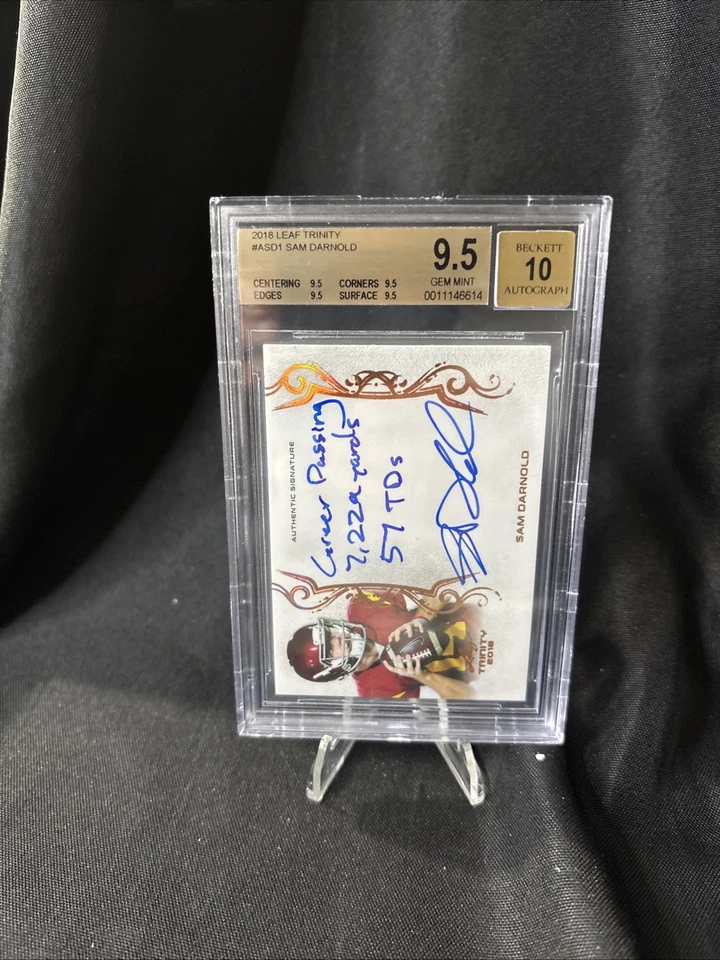 2018 LEAF TRINITY
#ASD1 SAM DARNOLD
CENTERING 9.5 CORNERS 9.5
EDGES 9.5 SURFACE 9.5
9.5
GEM MINT
0011146614
BECKETT
10
AUTOGRAPH
AUTHENTIC SIGNATURE
Career Passing
7,229 yards
57 TDs
SAM DARNOLD
TRINITY
2018